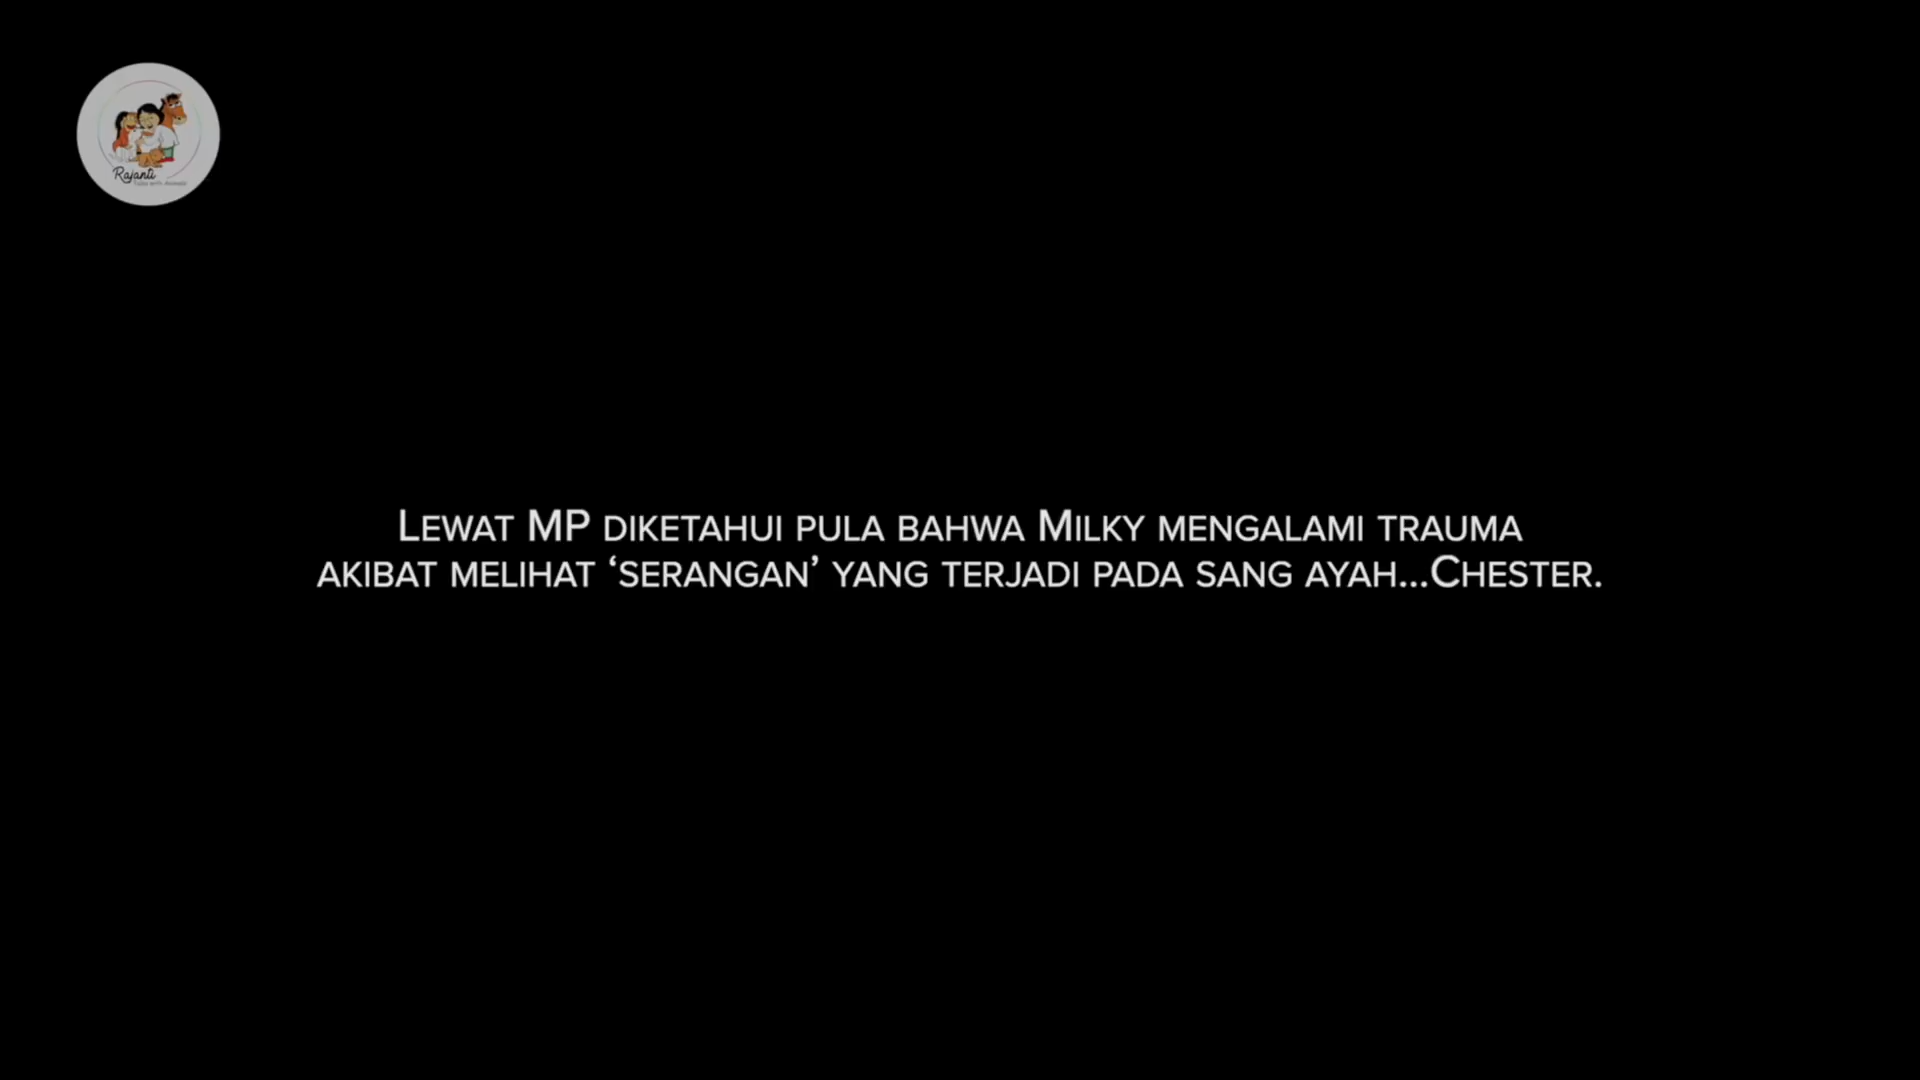 Rajanti
Lewat MP diketahui pula bahwa Milky mengalami trauma
akibat melihat ‘serangan’ yang terjadi pada sang ayah...Chester.